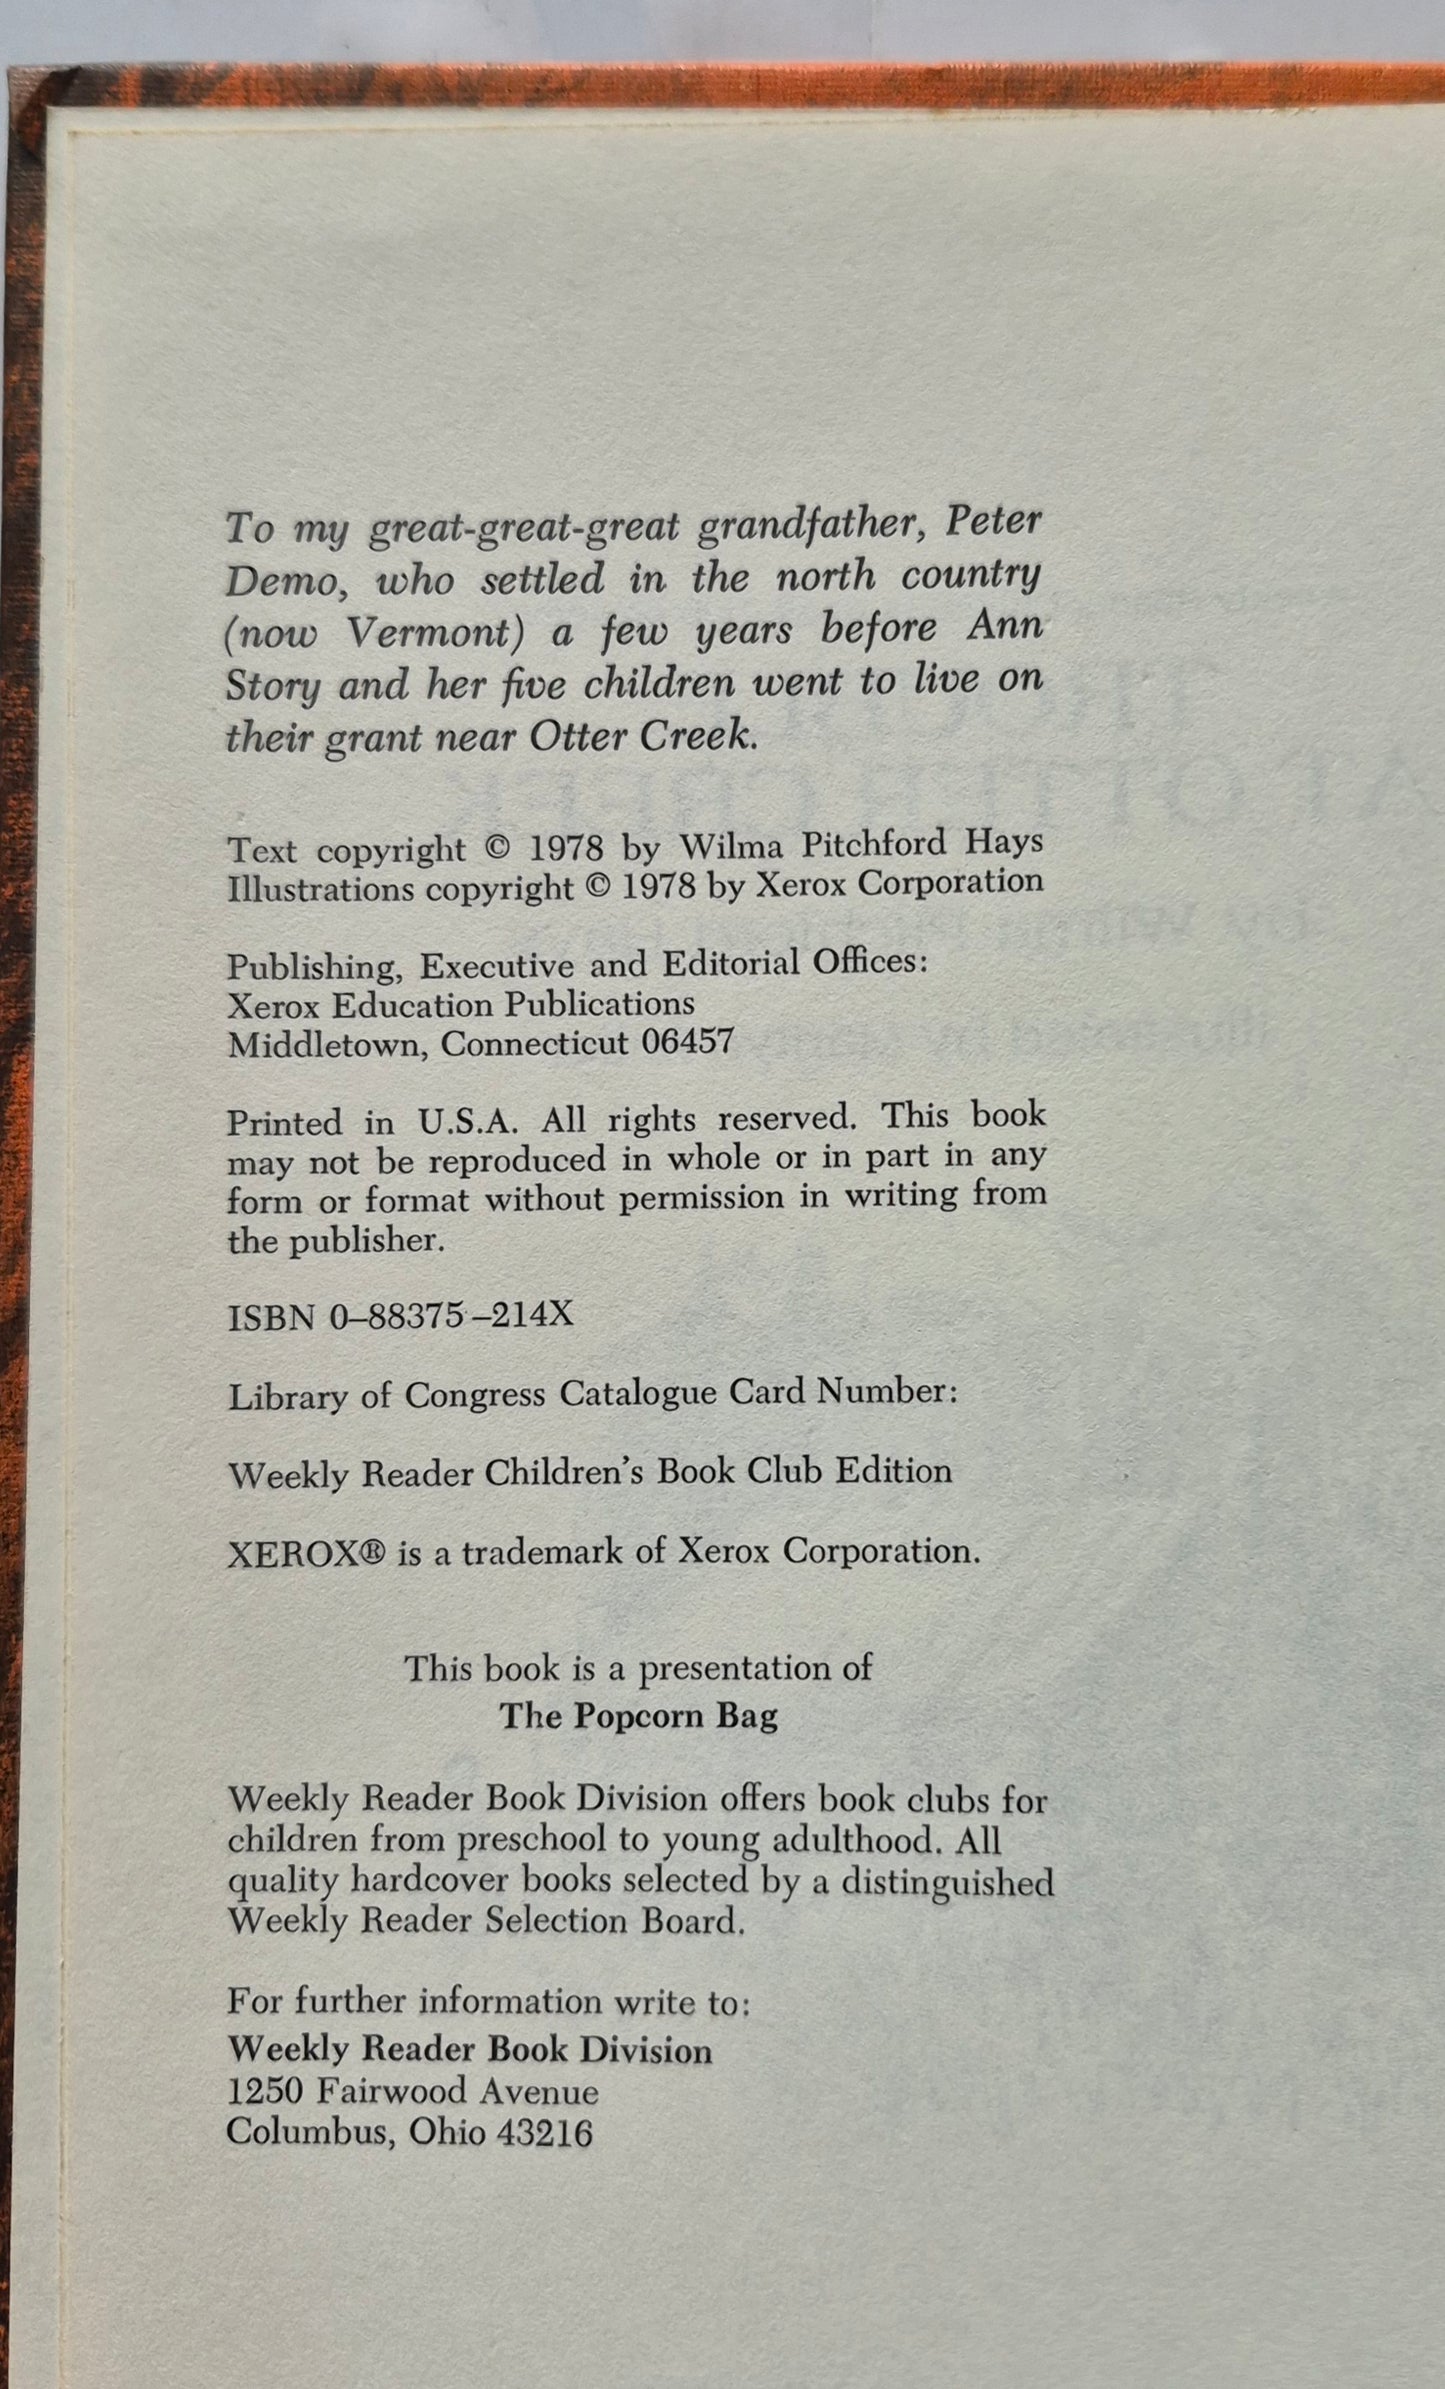 To my great-great-great grandfather, Peter
Demo, who settled in the north country
(now Vermont) a few years before Ann
Story and her five children went to live on
their grant near Otter Creek.
Text copyright © 1978 by Wilma Pitchford Hays
Illustrations copyright © 1978 by Xerox Corporation
Publishing, Executive and Editorial Offices:
Xerox Education Publications
Middletown, Connecticut 06457
Printed in U.S.A. All rights reserved. This book
may not be reproduced in whole or in part in any
form or format without permission in writing from
the publisher.
ISBN 0–88375–214X
Library of Congress Catalogue Card Number:
Weekly Reader Children's Book Club Edition
XEROX® is a trademark of Xerox Corporation.
This book is a presentation of
The Popcorn Bag
Weekly Reader Book Division offers book clubs for
children from preschool to young adulthood. All
quality hardcover books selected by a distinguished
Weekly Reader Selection Board.
For further information write to:
Weekly Reader Book Division
1250 Fairwood Avenue
Columbus, Ohio 43216